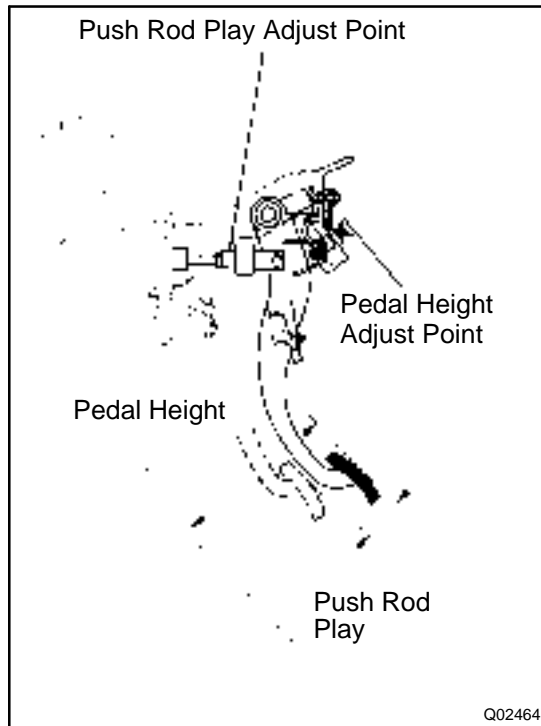 Push Rod Play Adjust Point
Pedal Height
Adjust Point
Pedal Height
Push Rod
Play
Q02464